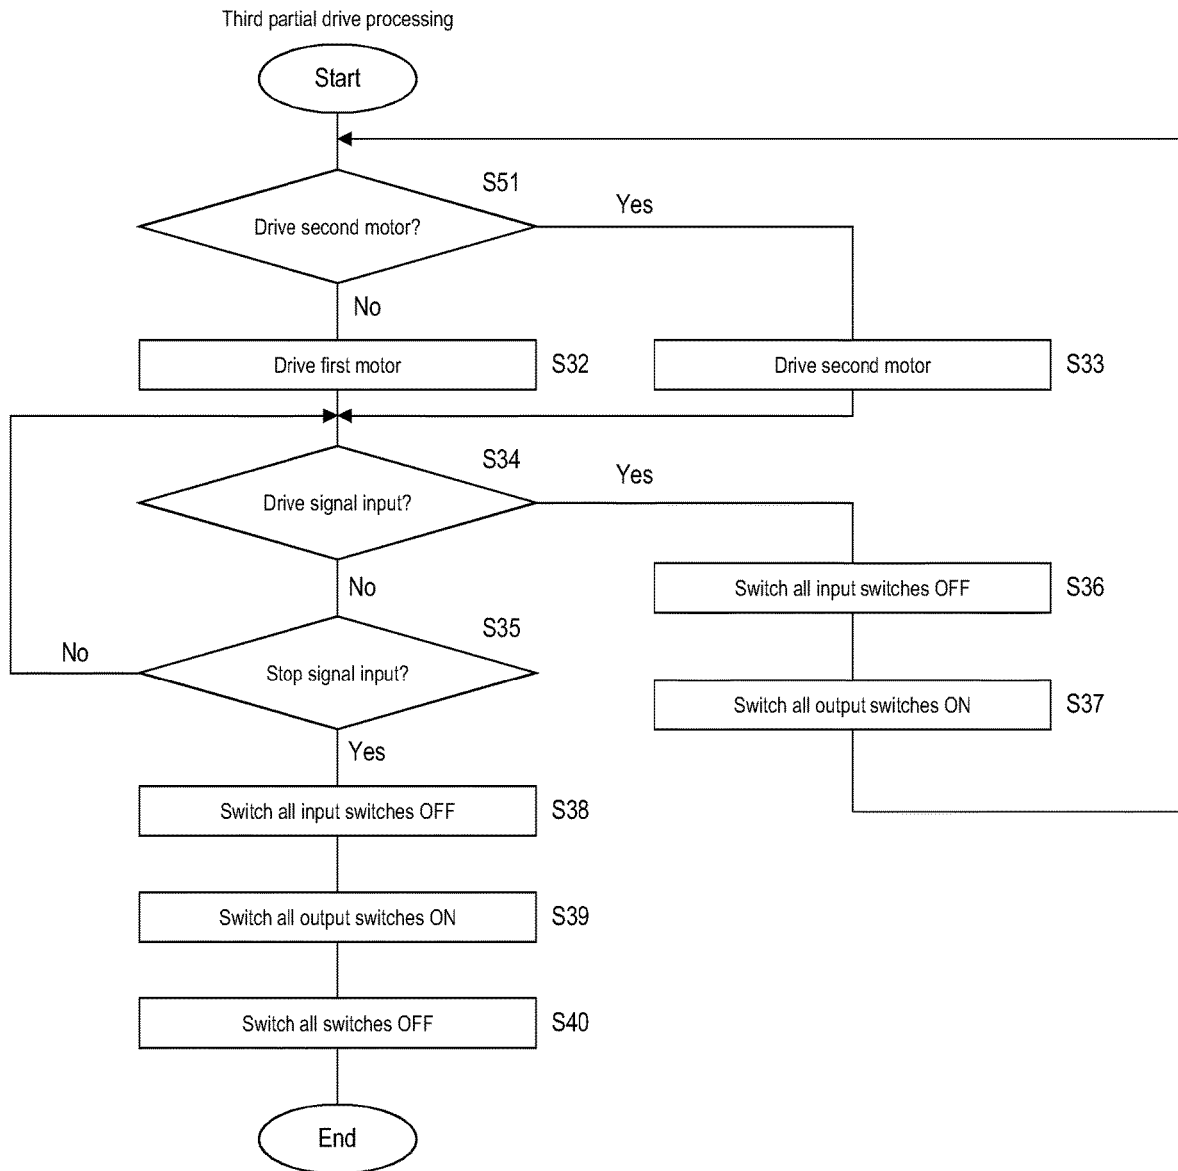 Third partial drive processing
Start
S51
Drive second motor?
Yes
No
Drive first motor
S32
Drive second motor
S33
S34
Drive signal input?
Yes
No
Switch all input switches OFF
S36
S35
Stop signal input?
No
Switch all output switches ON
S37
Yes
Switch all input switches OFF
S38
Switch all output switches ON
S39
Switch all switches OFF
S40
End